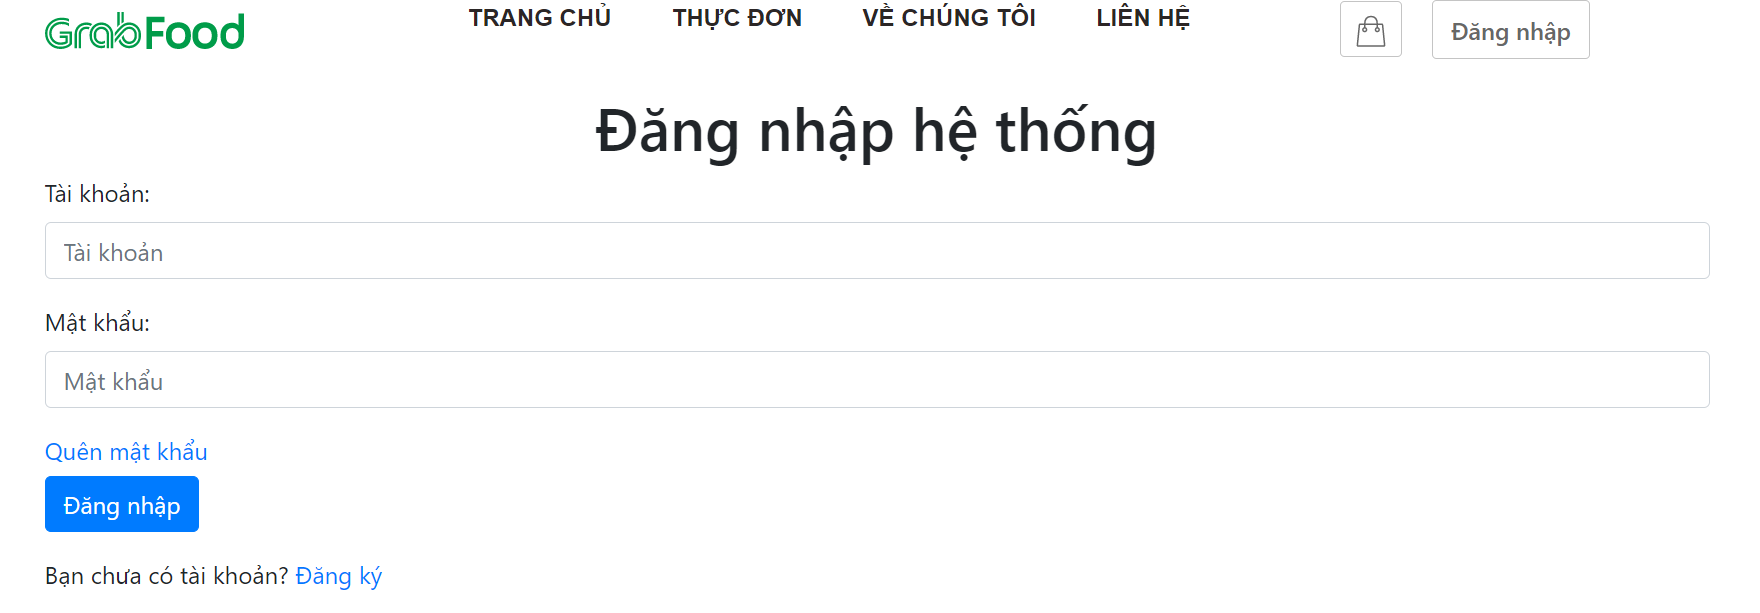 GrabFood TRANG CHỦ THỰC ĐƠN VỀ CHÚNG TÔI LIÊN HỆ Đăng nhập
Đăng nhập hệ thống
Tài khoản:
Tài khoản
Mật khẩu:
Mật khẩu
Quên mật khẩu
Đăng nhập
Bạn chưa có tài khoản? Đăng ký